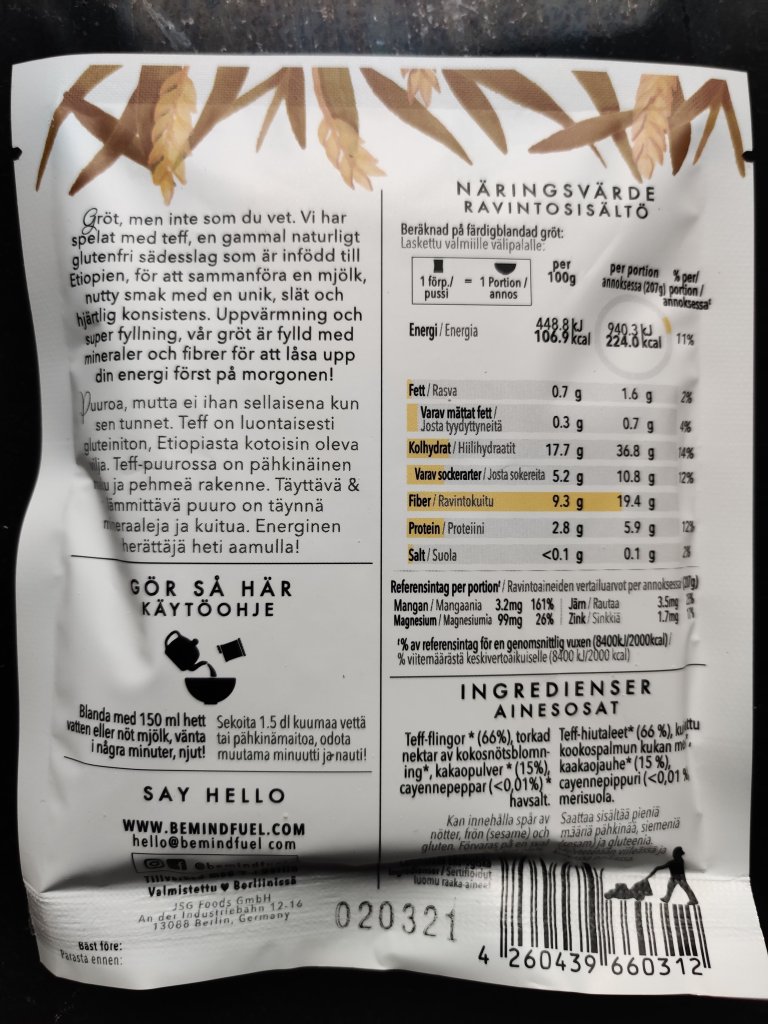 Gröt, men inte som du vet. Vi har
spelat med teff, en gammal naturligt
glutenfri sädesslag som är infödd till
Etiopien, för att sammanföra en mjölk,
nutty smak med en unik, slät och
hjärtlig konsistens. Uppvärmning och
super fyllning, vår gröt är fylld med
mineraler och fibrer för att låsa upp
din energi först på morgonen!
Puuroa, mutta ei ihan sellaisena kun
sen tunnet. Teff on luontaisesti
gluteiniton, Etiopiasta kotoisin oleva
Teff-puurossa on pähkinäinen
ja pehmeä rakenne. Täyttävä &
lämmittävä puuro on täynnä
mineraaleja ja kuitua. Energinen
herättäjä heti aamulla!
GÖR SÅ HÄR
KÄYTÖOHJE
Blanda med 150 ml hett
vatten eller nöt mjölk, vänta
i några minuter, njut!
Sekoita 1.5 dl kuumaa vettä
tai pähkinämaitoa, odota
muutama minuutti ja nauti!
SAY HELLO
WWW.BEMINDFUEL.COM
hello@bemindfuel com
@bemindfuel
Valmistettu ♥ Berliinissä
JSG Foods GmbH
An der Industriebahn 12-16
13088 Berlin, Germany
Bäst före:
Parasta ennen:
020321
NÄRINGSVÄRDE
RAVINTOSISÄLTÖ
Beräknad på färdigblandad gröt:
Laskettu valmiille välipalalle:
1 förp./ pussi = 1 Portion / annos
per 100g
per portion annoksessa (207g)
% per/ portion / annoksessa¹
Energi / Energia 448.8 kJ 940.3 kJ
106.9 kcal 224.0 kcal 11%
Fett / Rasva 0.7 g 1.6 g 2%
Varav mättat fett /
Josta tyydyttyneitä 0.3 g 0.7 g 4%
Kolhydrat / Hiilihydraatit 17.7 g 36.8 g 14%
Varav sockerarter / Josta sokereita 5.2 g 10.8 g 12%
Fiber / Ravintokuitu 9.3 g 19.4 g
Protein / Proteiini 2.8 g 5.9 g 12%
Salt / Suola <0.1 g 0.1 g 2%
Referensintag per portion¹ / Ravintoaineiden vertailuarvot per annoksessa
Mangan / Mangaania 3.2mg 161% Järn / Rautaa 3.5mg
Magnesium / Magnesiumia 99mg 26% Zink / Sinkkiä 1.7mg
¹% av referensintag för en genomsnittlig vuxen (8400kJ/2000kcal)/
% viitemäärästä keskivertoaikuiselle (8400 kJ/2000 kcal)
INGREDIENSER
AINESOSAT
Teff-flingor * (66%), torkad
nektar av kokosnötsblomn-
ing*, kakaopulver * (15%),
cayennepeppar (<0,01%) *
havsalt.
Teff-hiutaleet* (66 %), kuittu
kookospalmun kukan
kaakaojauhe* (15 %),
cayennepippuri (<0,01 %
merisuola.
Kan innehålla spår av
nötter, frön (sesame) och
gluten. Förvaras på en sval
Saattaa sisältää pieniä
määriä pähkinää, siemeniä
(sesam) ja gluteenia.
Sertifioidut
luomu raaka-aineet
4 260439 660312